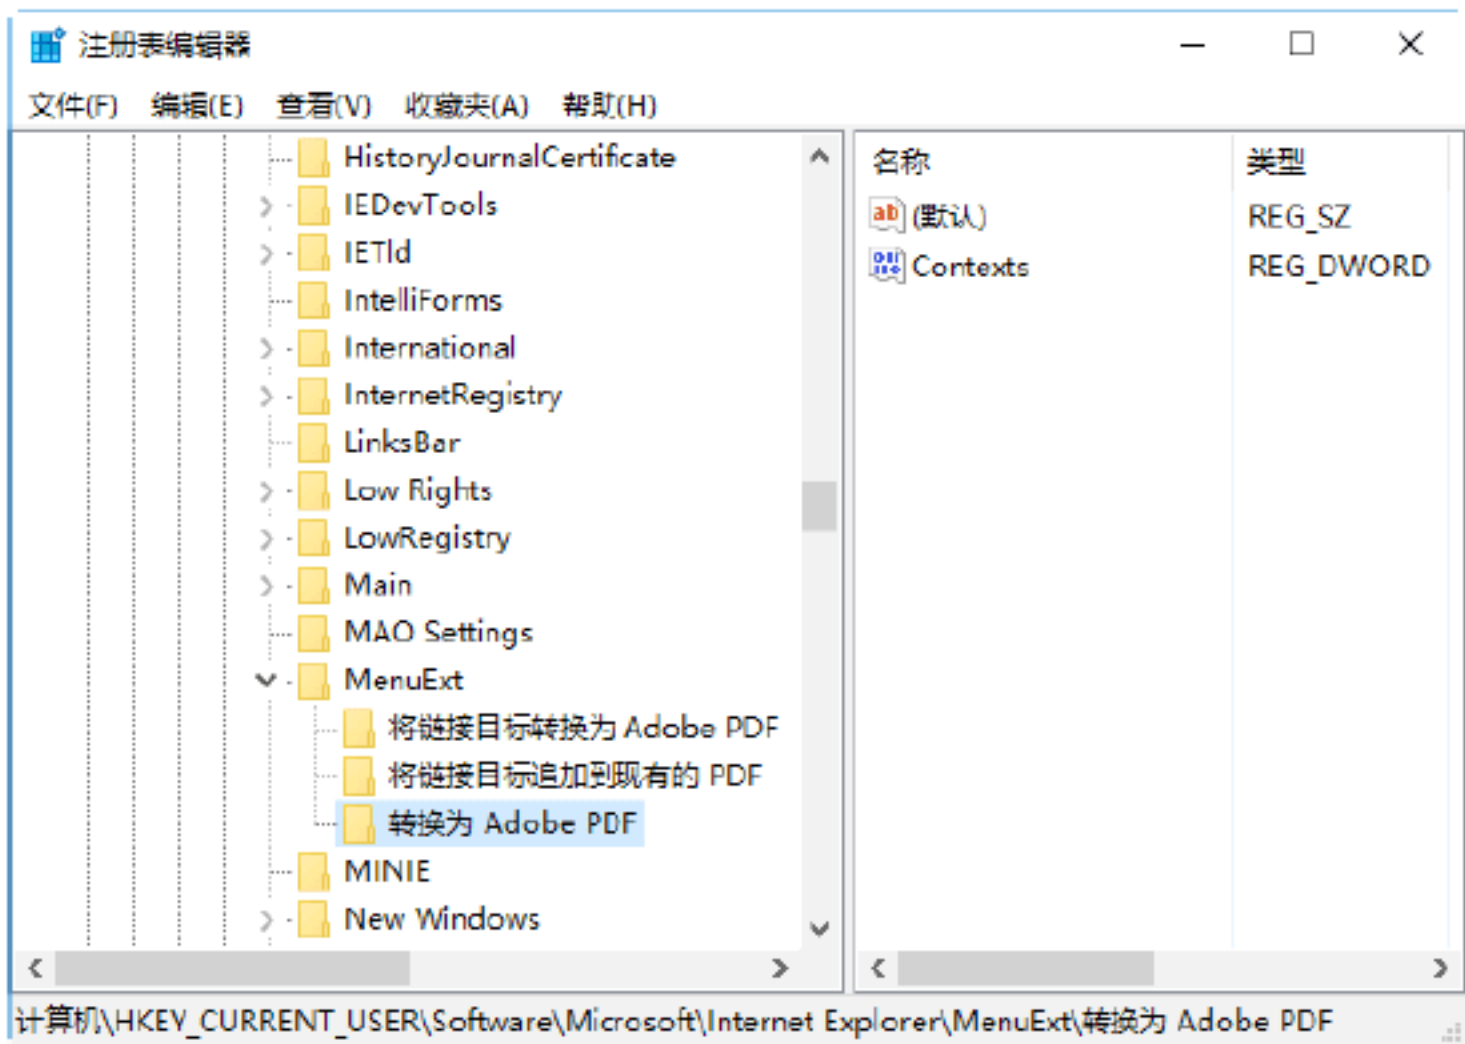 注册表编辑器
文件(F) 编辑(E) 查看(V) 收藏夹(A) 帮助(H)
HistoryJournalCertificate
IEDevTools
IETld
IntelliForms
International
InternetRegistry
LinksBar
Low Rights
LowRegistry
Main
MAO Settings
MenuExt
将链接目标转换为 Adobe PDF
将链接目标追加到现有的 PDF
转换为 Adobe PDF
MINIE
New Windows
名称 类型
(默认) REG_SZ
Contexts REG_DWORD
计算机\HKEY_CURRENT_USER\Software\Microsoft\Internet Explorer\MenuExt\转换为 Adobe PDF